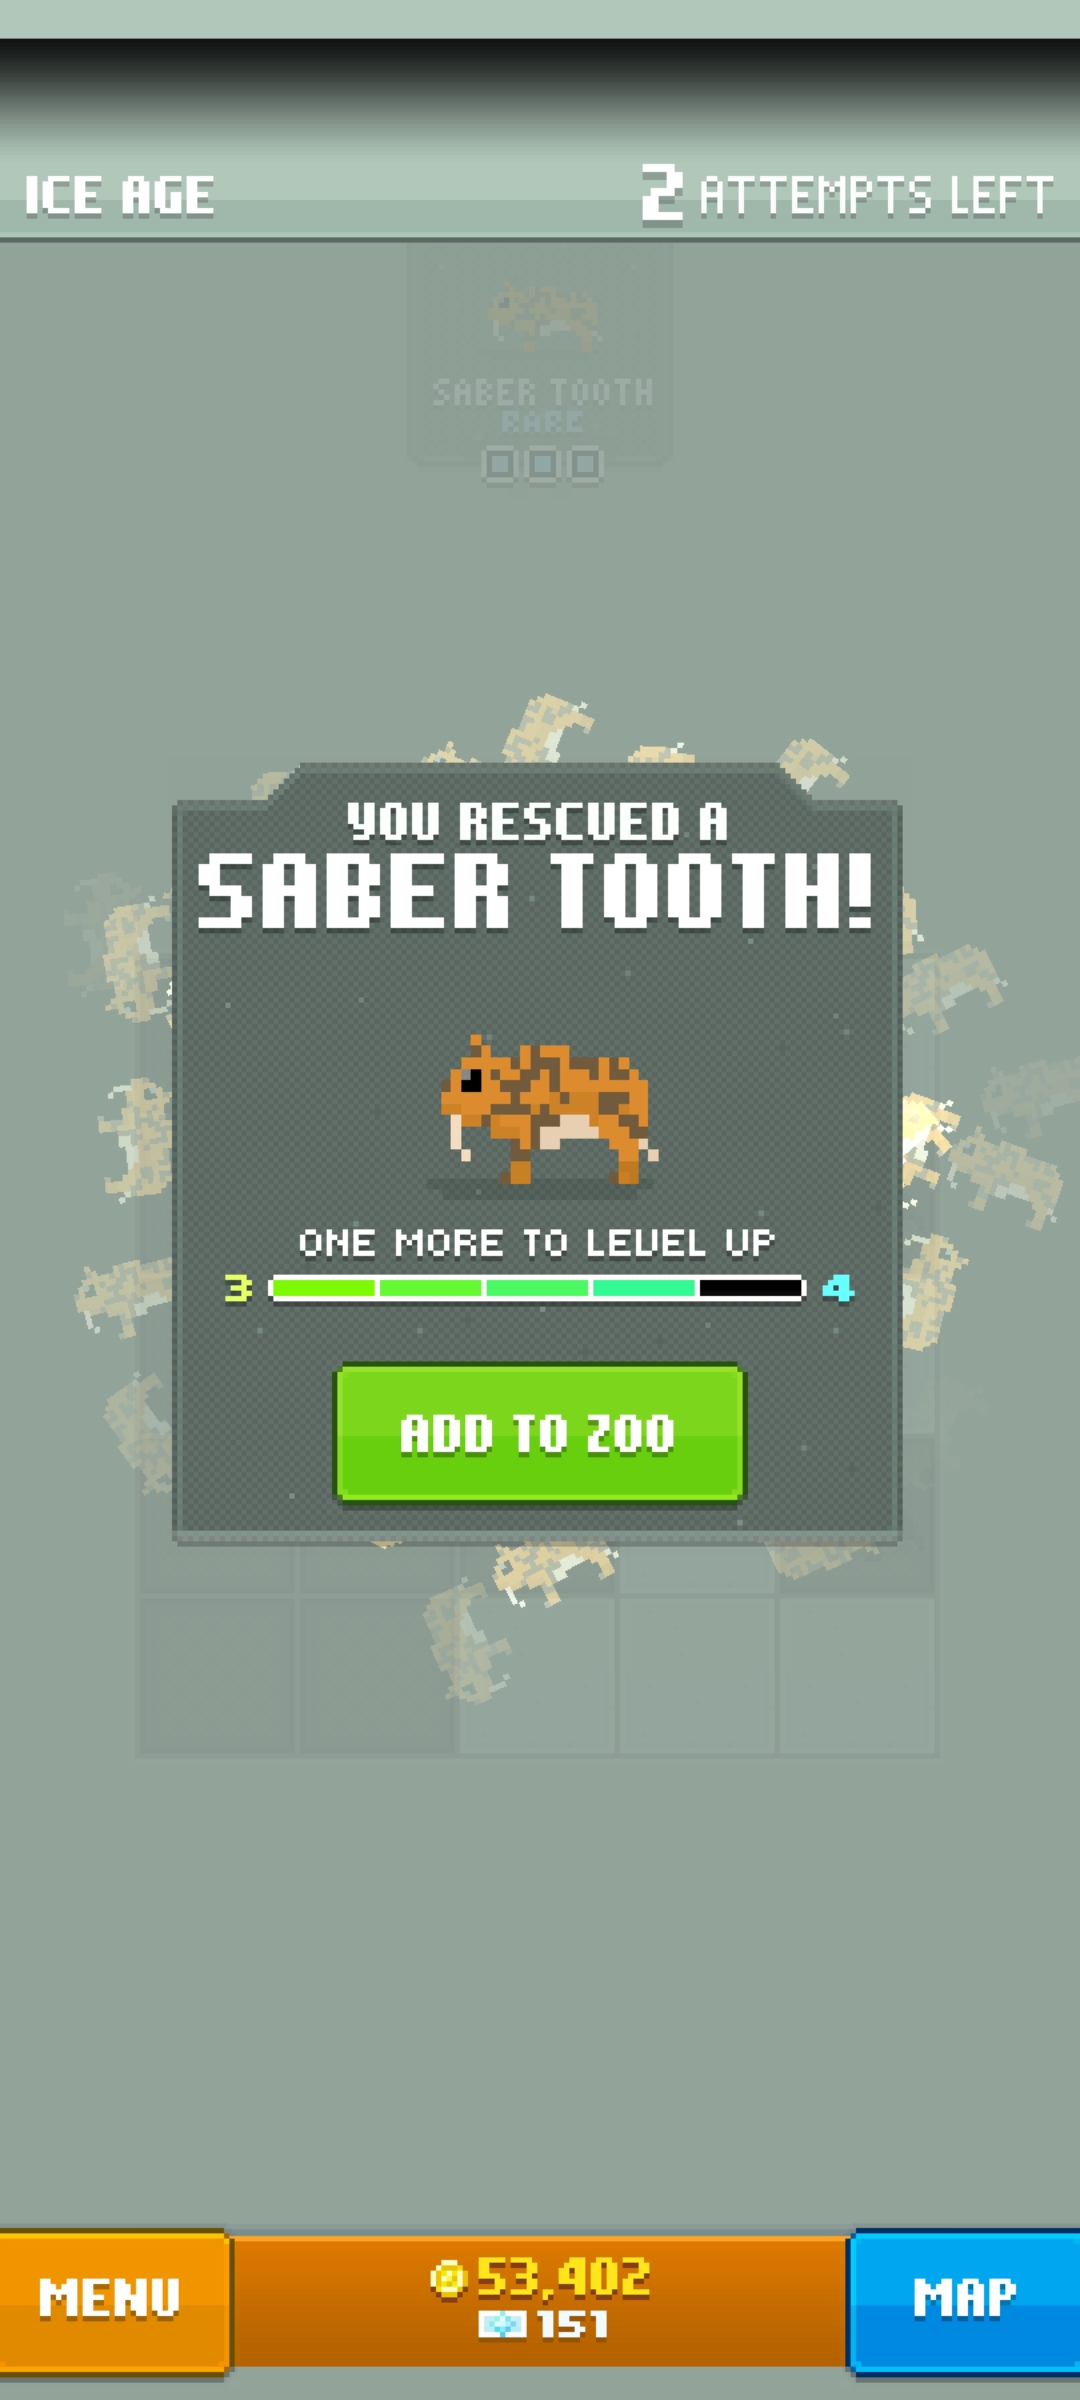 ICE AGE
2 ATTEMPTS LEFT
SABER TOOTH
RARE
YOU RESCUED A
SABER TOOTH!
ONE MORE TO LEVEL UP
3
4
ADD TO ZOO
MENU
53,402
151
MAP